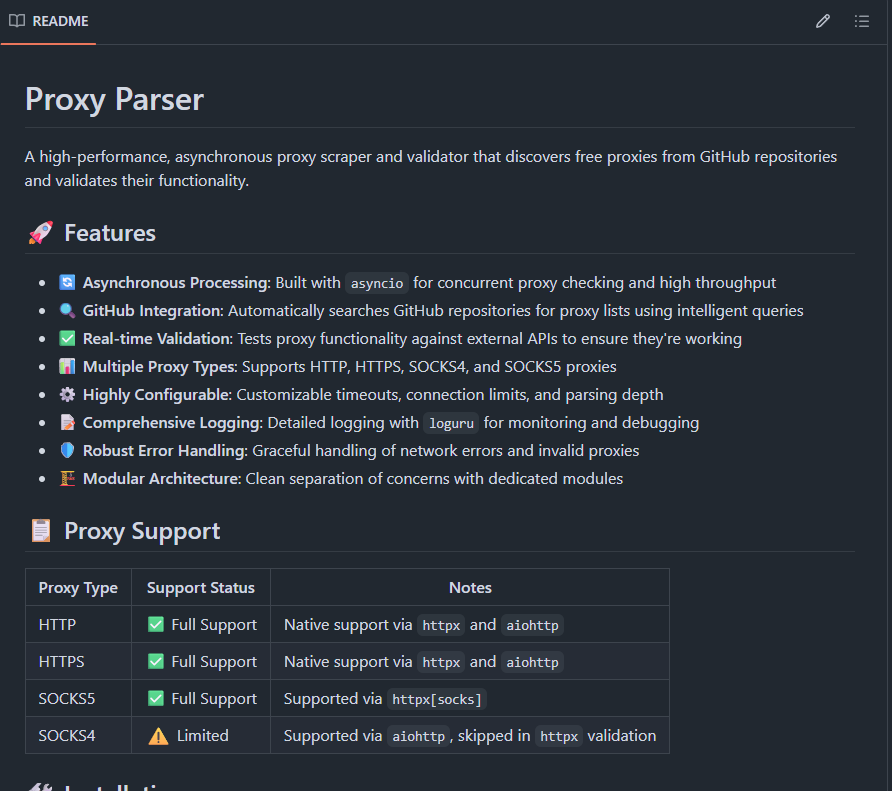 README
Proxy Parser
A high-performance, asynchronous proxy scraper and validator that discovers free proxies from GitHub repositories
and validates their functionality.
🚀 Features
• 🔄 Asynchronous Processing: Built with asyncio for concurrent proxy checking and high throughput
• 🔍 GitHub Integration: Automatically searches GitHub repositories for proxy lists using intelligent queries
• ✅ Real-time Validation: Tests proxy functionality against external APIs to ensure they're working
• 📊 Multiple Proxy Types: Supports HTTP, HTTPS, SOCKS4, and SOCKS5 proxies
• ⚙️ Highly Configurable: Customizable timeouts, connection limits, and parsing depth
• 📝 Comprehensive Logging: Detailed logging with loguru for monitoring and debugging
• 🛡️ Robust Error Handling: Graceful handling of network errors and invalid proxies
• 🏗️ Modular Architecture: Clean separation of concerns with dedicated modules
📋 Proxy Support
Proxy Type Support Status Notes
HTTP ✅ Full Support Native support via httpx and aiohttp
HTTPS ✅ Full Support Native support via httpx and aiohttp
SOCKS5 ✅ Full Support Supported via httpx[socks]
SOCKS4 ⚠️ Limited Supported via aiohttp, skipped in httpx validation